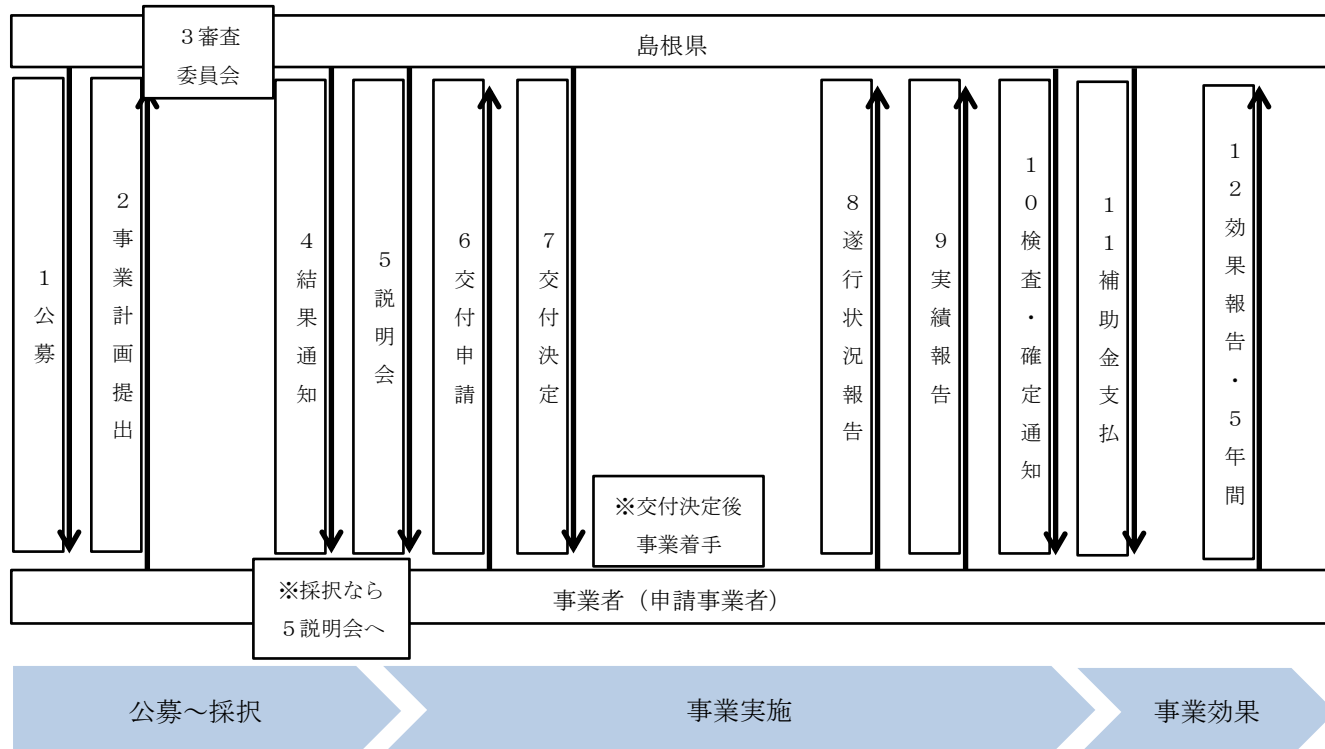 島根県
３審査
委員会
１公募
２事業計画提出
４結果通知
５説明会
６交付申請
７交付決定
８遂行状況報告
９実績報告
１０検査・確定通知
１１補助金支払
１２効果報告・５年間
※交付決定後
事業着手
※採択なら
５説明会へ
事業者（申請事業者）
公募～採択
事業実施
事業効果